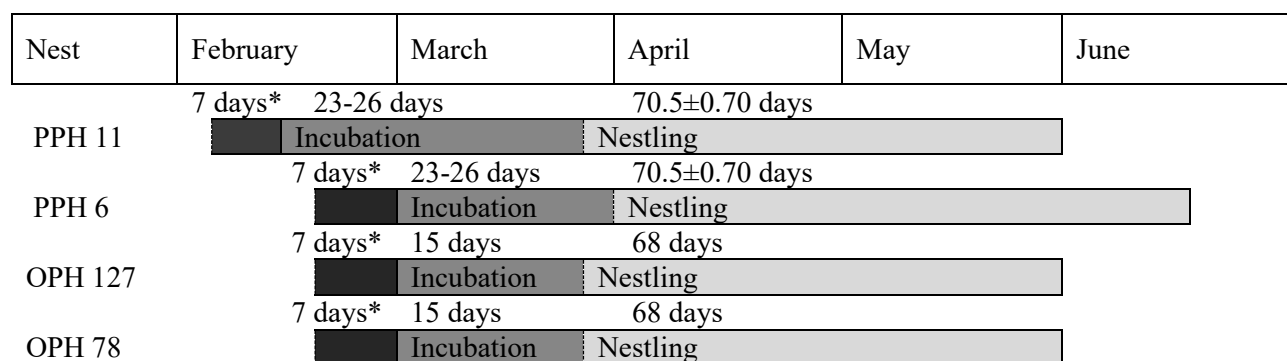 Nest February March April May June
7 days* 23-26 days 70.5±0.70 days
PPH 11 Incubation Nestling
7 days* 23-26 days 70.5±0.70 days
PPH 6 Incubation Nestling
7 days* 15 days 68 days
OPH 127 Incubation Nestling
7 days* 15 days 68 days
OPH 78 Incubation Nestling